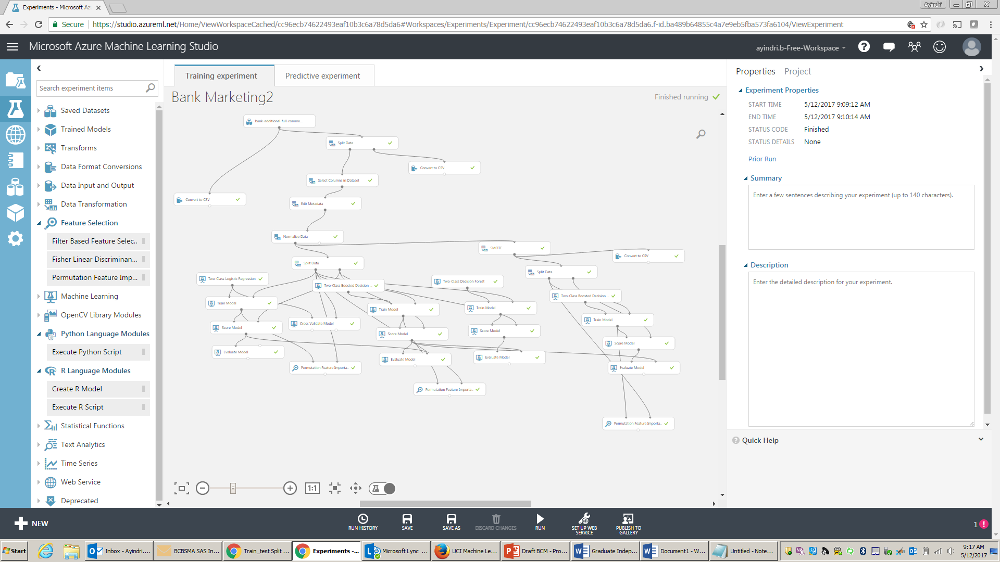 Experiments - Microsoft Az
Ayindri
Secure
https://studio.azureml.net/Home/ViewWorkspaceCached/cc96ecb74622493eaf10b3c6a78d5da6#Workspaces/Experiments/Experiment/cc96ecb74622493eaf10b3c6a78d5da6.f-id.ba489b64855c4a7e9eb5fba573fa6104/ViewExperiment
Microsoft Azure Machine Learning Studio
ayindri.b-Free-Workspace
Search experiment items
Saved Datasets
Trained Models
Transforms
Data Format Conversions
Data Input and Output
Data Transformation
Feature Selection
Filter Based Feature Selec..
Fisher Linear Discriminan...
Permutation Feature Imp...
Machine Learning
OpenCV Library Modules
Python Language Modules
Execute Python Script
R Language Modules
Create R Model
Execute R Script
Statistical Functions
Text Analytics
Time Series
Web Service
Deprecated
Training experiment
Predictive experiment
Bank Marketing2
Finished running
bank additional full comma...
Split Data
Convert to CSV
Select Columns in Dataset
Convert to CSV
Edit Metadata
Normalize Data
SMOTE
Convert to CSV
Split Data
Split Data
Two-Class Logistic Regression
Two-Class Boosted Decision ...
Two-Class Decision Forest
Two-Class Boosted Decision...
Train Model
Train Model
Train Model
Train Model
Score Model
Cross Validate Model
Score Model
Score Model
Score Model
Evaluate Model
Evaluate Model
Evaluate Model
Evaluate Model
Permutation Feature Importa..
Permutation Feature Importa..
Permutation Feature Importa..
1:1
Properties
Project
Experiment Properties
START TIME 5/12/2017 9:09:12 AM
END TIME 5/12/2017 9:10:14 AM
STATUS CODE Finished
STATUS DETAILS None
Prior Run
Summary
Enter a few sentences describing your experiment (up to 140 characters).
Description
Enter the detailed description for your experiment.
Quick Help
NEW
RUN HISTORY
SAVE
SAVE AS
DISCARD CHANGES
RUN
SET UP WEB SERVICE
PUBLISH TO GALLERY
1
Start
Inbox - Ayindri....
BCBSMA SAS In...
Train_test Split ...
Experiments -...
Microsoft Lync ...
UCI Machine Le...
Draft BCM - Pro...
Graduate Indep...
Document1 - W...
Untitled - Note...
9:17 AM
5/12/2017